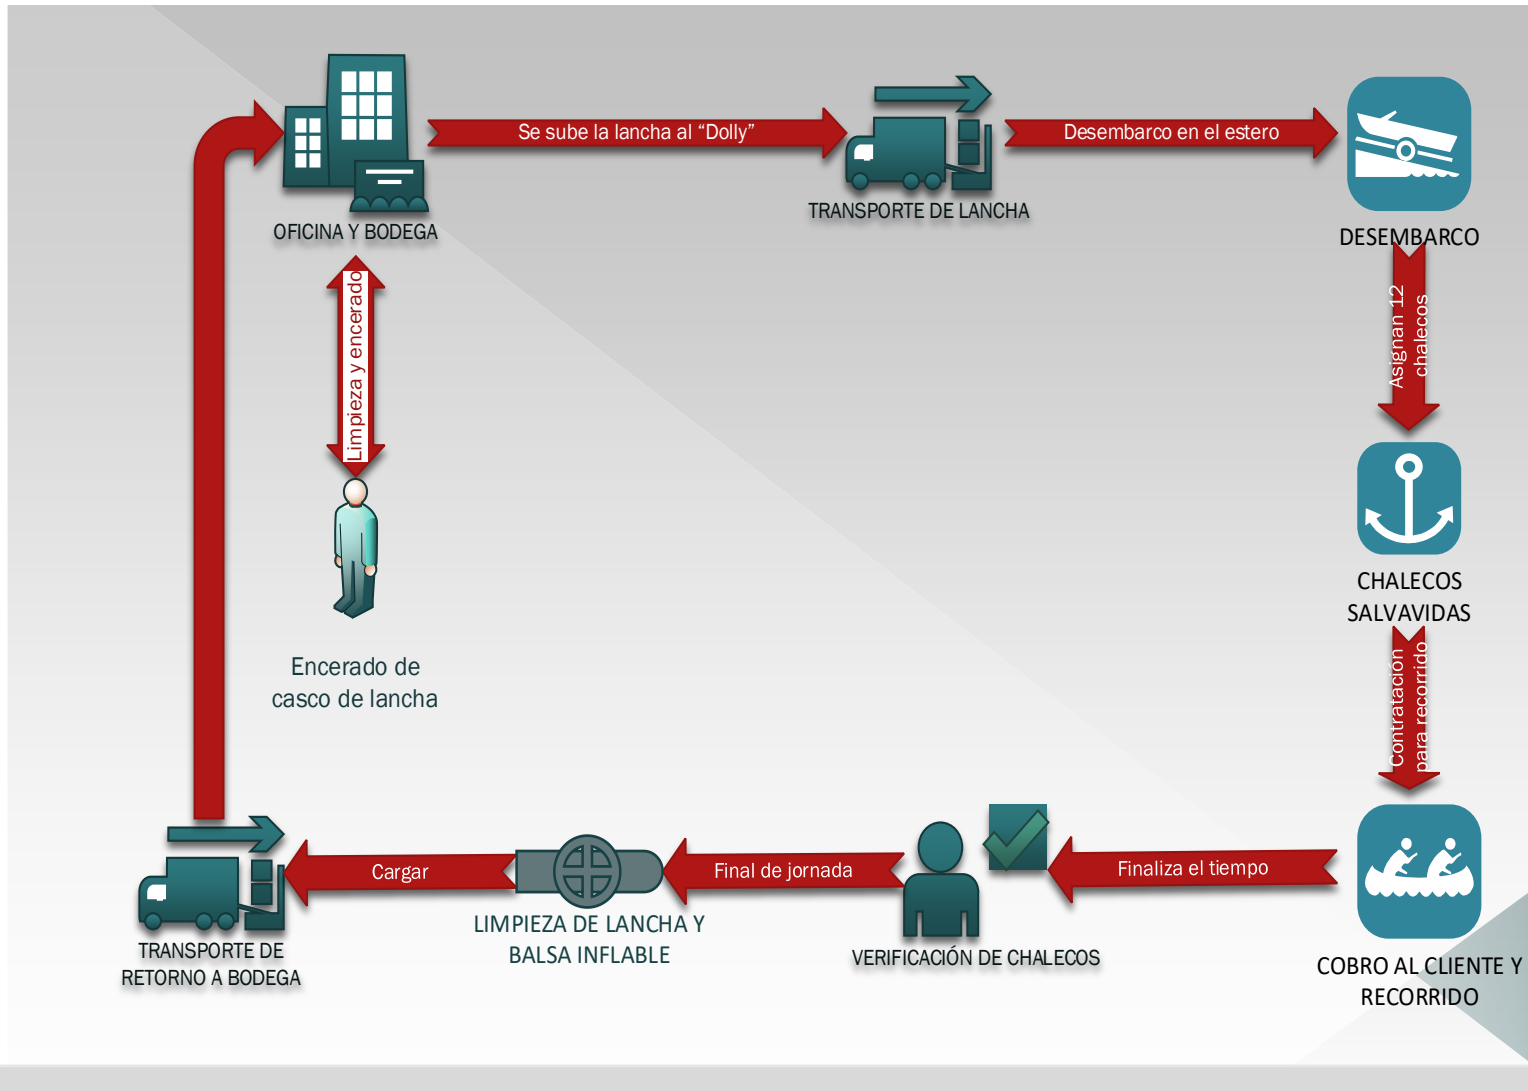 Se sube la lancha al “Dolly”
Desembarco en el estero
TRANSPORTE DE LANCHA
OFICINA Y BODEGA
DESEMBARCO
Limpieza y encerado
Asignan 12
chalecos
CHALECOS
SALVAVIDAS
Encerado de
casco de lancha
Contratación
para recorrido
Cargar
Final de jornada
Finaliza el tiempo
LIMPIEZA DE LANCHA Y
BALSA INFLABLE
TRANSPORTE DE
RETORNO A BODEGA
VERIFICACIÓN DE CHALECOS
COBRO AL CLIENTE Y
RECORRIDO